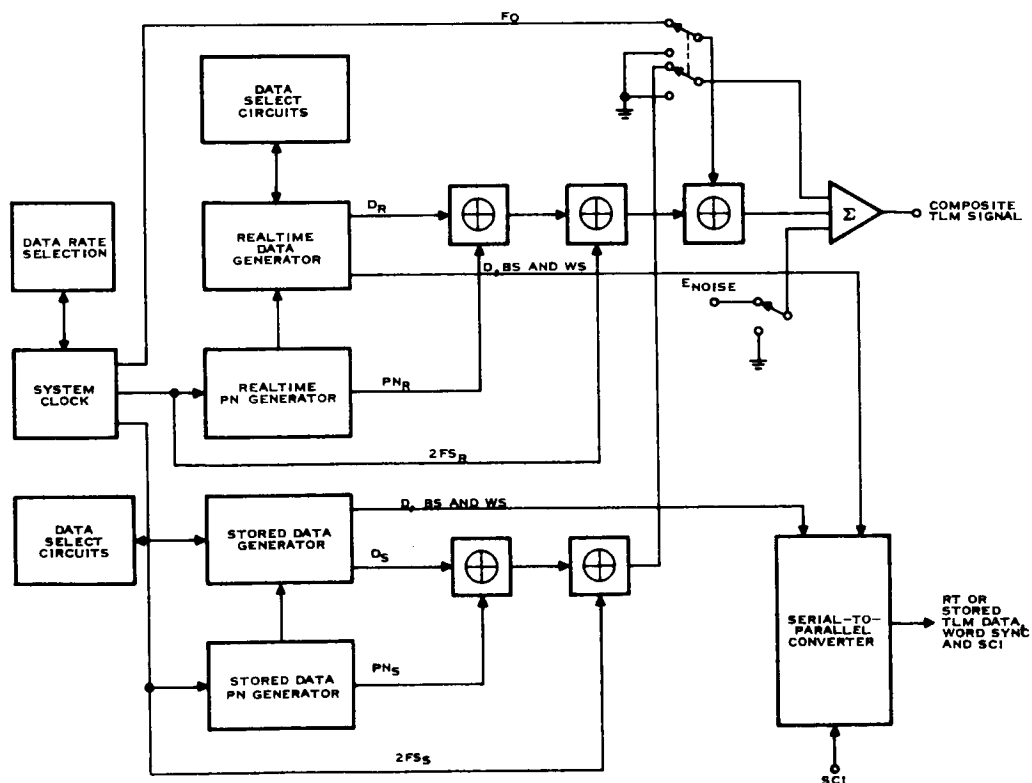 FO
DATA
SELECT
CIRCUITS
DATA RATE
SELECTION
REALTIME
DATA
GENERATOR
DR
D, BS AND WS
ENOISE
Σ
COMPOSITE
TLM SIGNAL
SYSTEM
CLOCK
REALTIME
PN GENERATOR
PNR
2FSR
DATA
SELECT
CIRCUITS
STORED DATA
GENERATOR
D, BS AND WS
DS
STORED DATA
PN GENERATOR
PNS
2FSS
SERIAL-TO-
PARALLEL
CONVERTER
RT OR
STORED
TLM DATA,
WORD SYNC
AND SCI
SCI